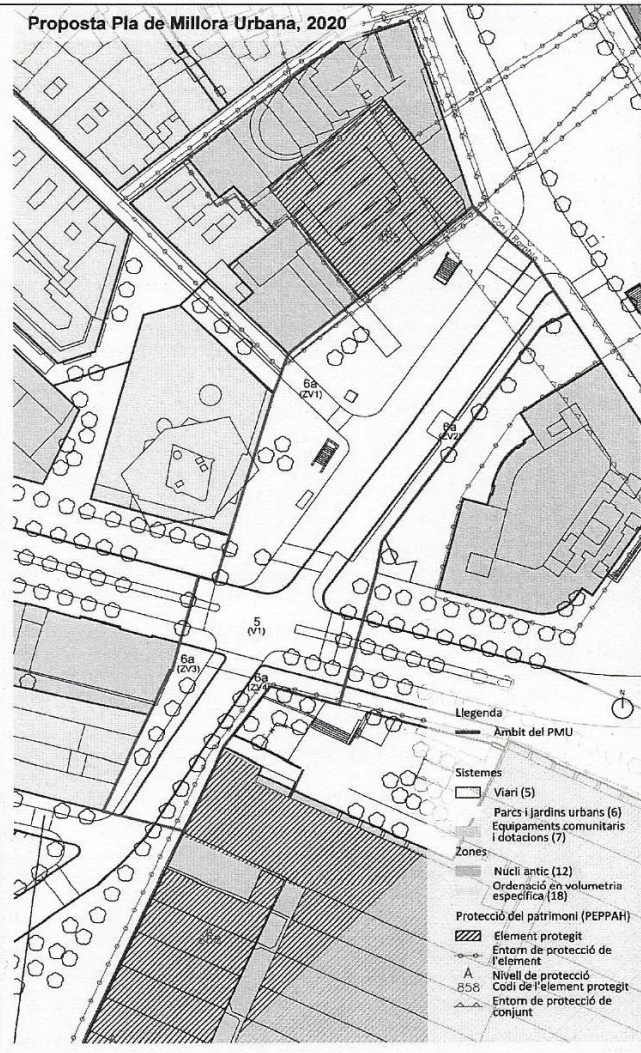 Proposta Pla de Millora Urbana, 2020
6a
(ZV1)
6a
(ZV2)
5
(V1)
6a
(ZV3)
6a
(ZV4)
N
Llegenda
Àmbit del PMU
Sistemes
Viari (5)
Parcs i jardins urbans (6)
Equipaments comunitaris
i dotacions (7)
Zones
Nucli antic (12)
Ordenació en volumetria
específica (18)
Protecció del patrimoni (PEPPAH)
Element protegit
Entorn de protecció de
l'element
A Nivell de protecció
858 Codi de l'element protegit
Entorn de protecció de
conjunt